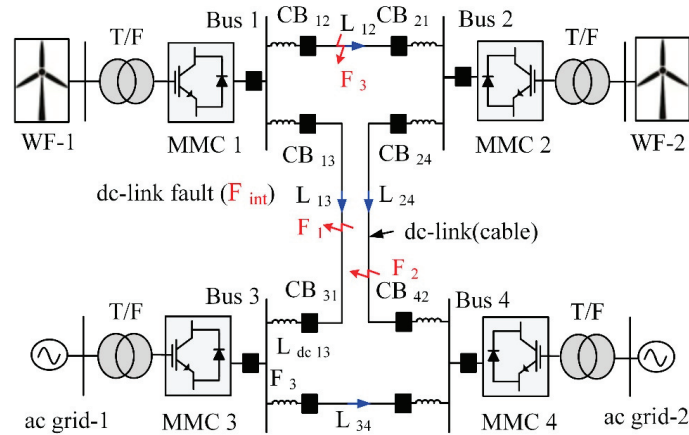 Bus 1 CB 12 L 12 CB 21 Bus 2
T/F T/F
F 3
WF-1 MMC 1 MMC 2 WF-2
CB 13 CB 24
dc-link fault (F int) L 13 L 24
F 1 dc-link(cable)
F 2
T/F Bus 3 CB 31 CB 42 Bus 4 T/F
L dc 13
F 3
ac grid-1 MMC 3 L 34 MMC 4 ac grid-2